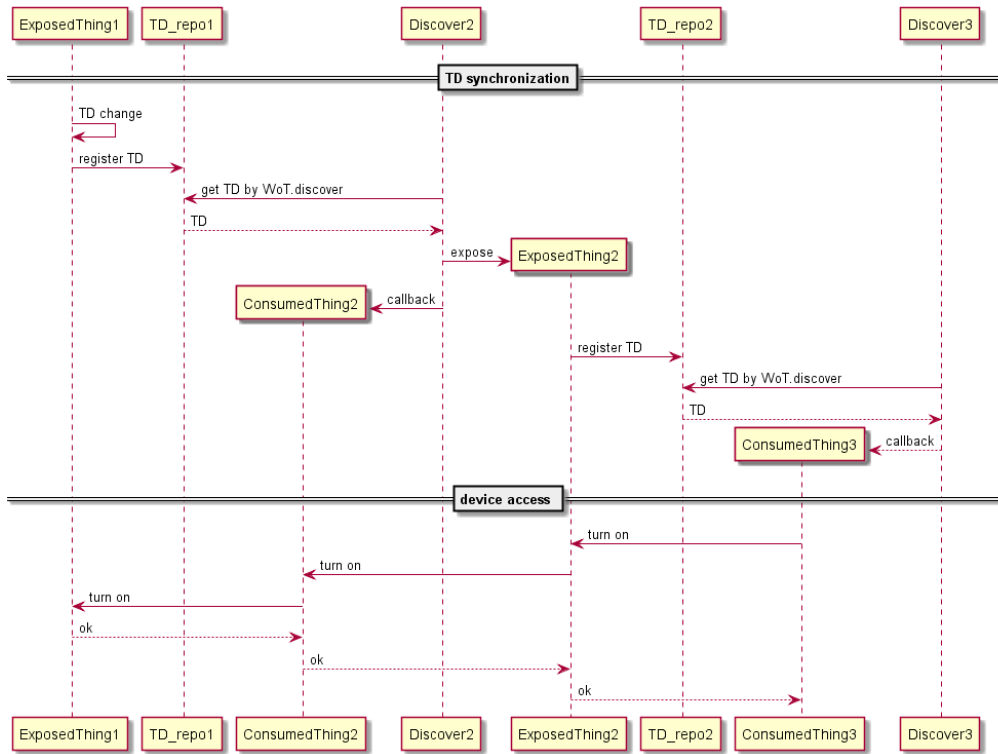 ExposedThing1
TD_repo1
Discover2
TD_repo2
Discover3
TD synchronization
TD change
register TD
get TD by WoT.discover
TD
expose
ExposedThing2
ConsumedThing2
callback
register TD
get TD by WoT.discover
TD
ConsumedThing3
callback
device access
turn on
turn on
turn on
ok
ok
ok
ExposedThing1
TD_repo1
ConsumedThing2
Discover2
ExposedThing2
TD_repo2
ConsumedThing3
Discover3